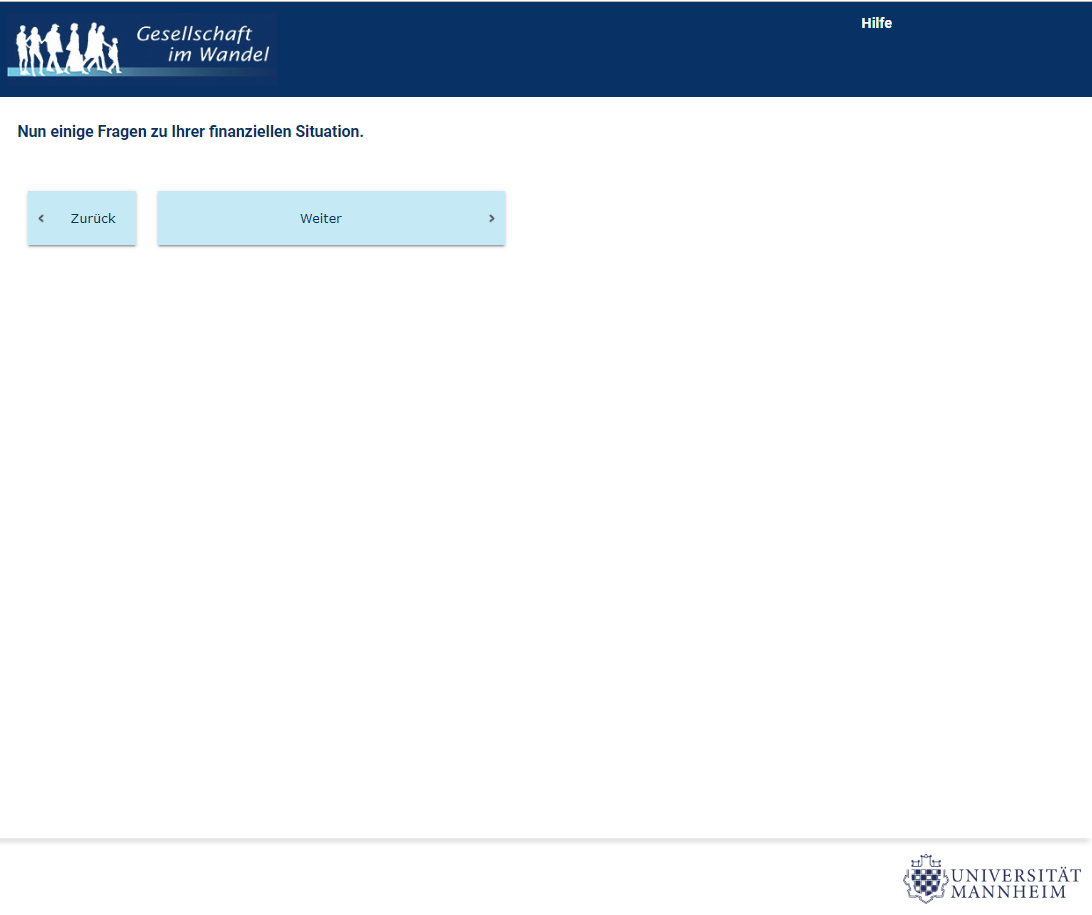 Gesellschaft
im Wandel
Hilfe
Nun einige Fragen zu Ihrer finanziellen Situation.
Zurück
Weiter
UNIVERSITÄT
MANNHEIM